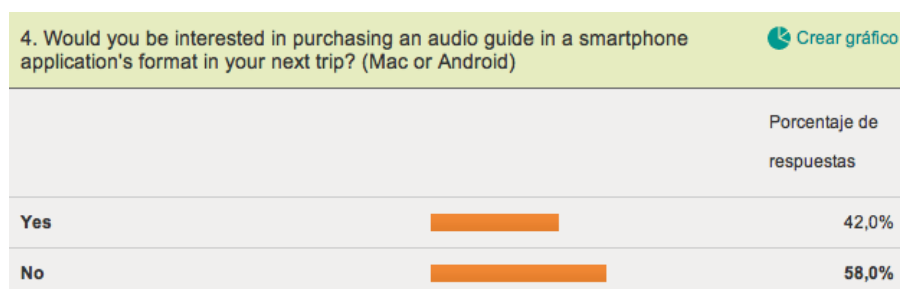 4. Would you be interested in purchasing an audio guide in a smartphone
application's format in your next trip? (Mac or Android)
Crear gráfico
Porcentaje de
respuestas
Yes 42,0%
No 58,0%